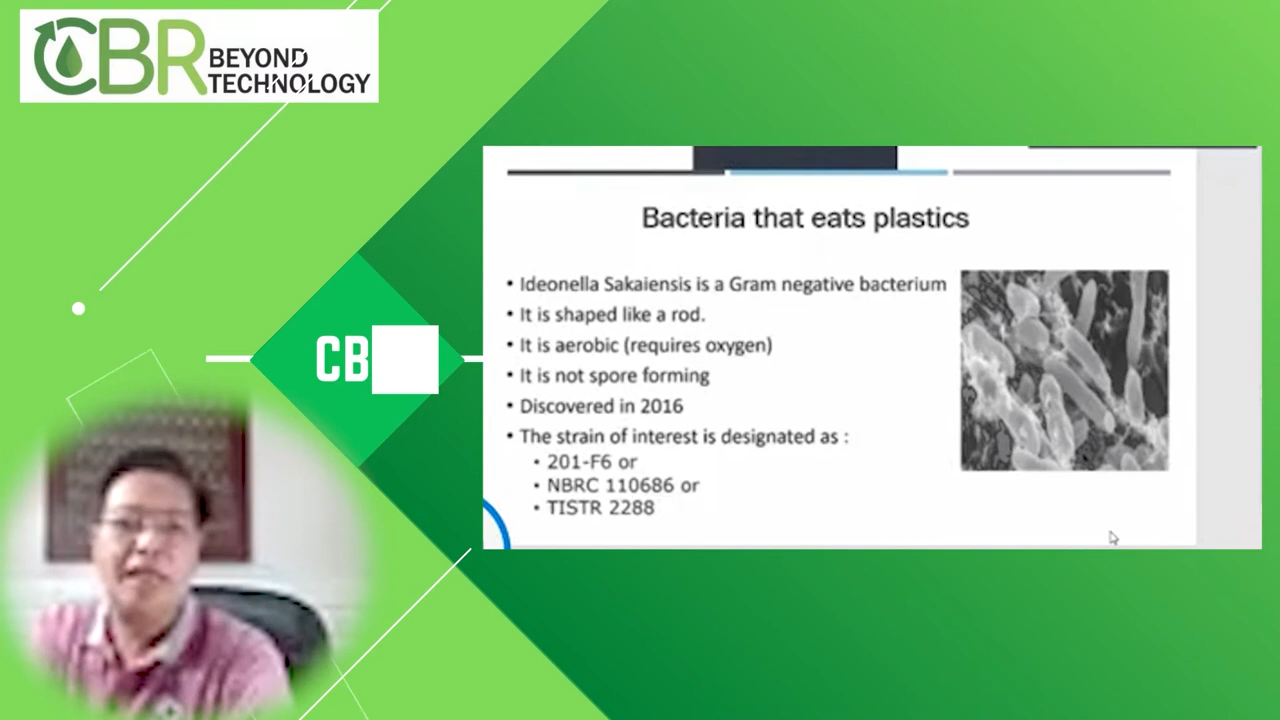 CBR BEYOND
TECHNOLOGY
CB
Bacteria that eats plastics
• Ideonella Sakaiensis is a Gram negative bacterium
• It is shaped like a rod.
• It is aerobic (requires oxygen)
• It is not spore forming
• Discovered in 2016
• The strain of interest is designated as :
• 201-F6 or
• NBRC 110686 or
• TISTR 2288